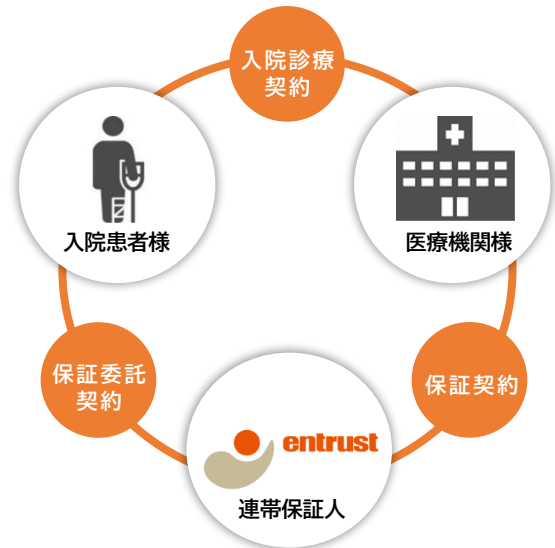 入院診療
契約
入院患者様
医療機関様
保証委託
契約
保証契約
entrust
連帯保証人